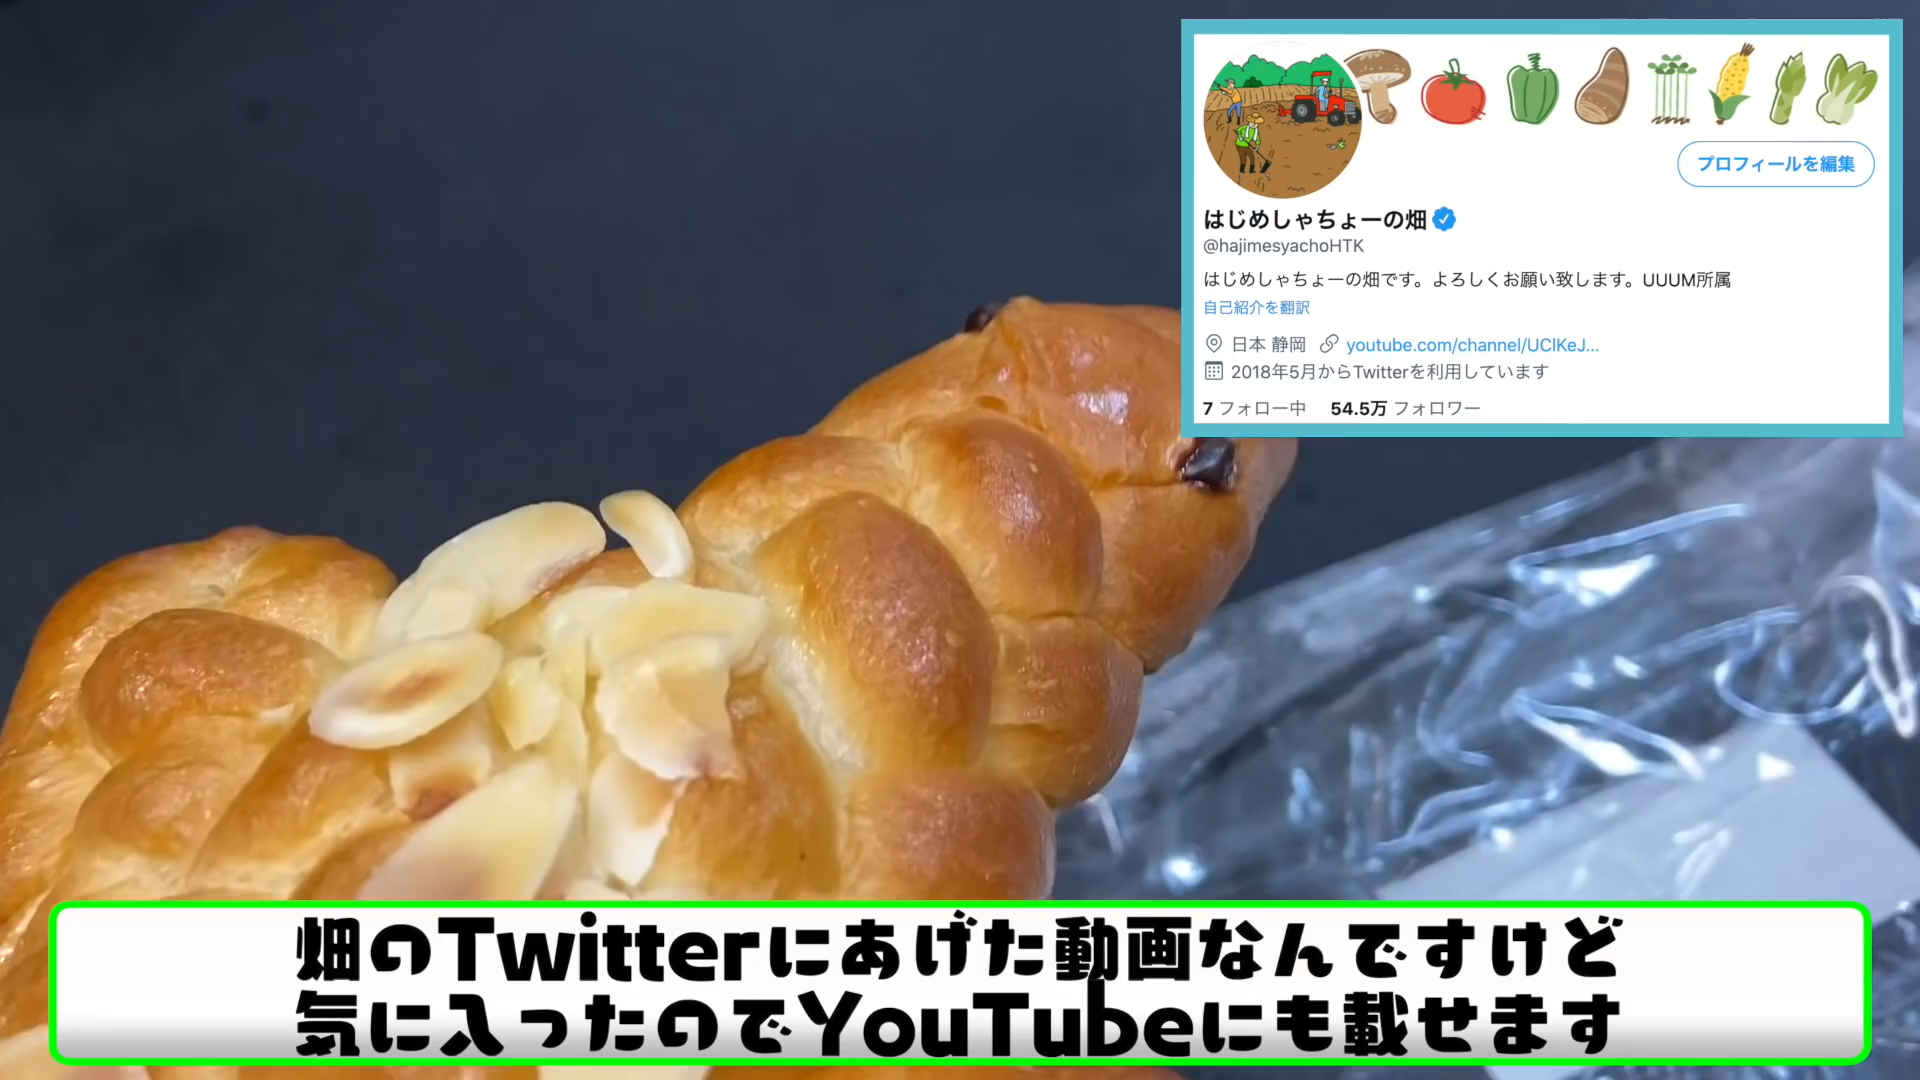 プロフィールを編集
はじめしゃちょーの畑
@hajimesyachoHTK
はじめしゃちょーの畑です。よろしくお願い致します。UUUM所属
自己紹介を翻訳
日本 静岡 youtube.com/channel/UClKeJ...
2018年5月からTwitterを利用しています
7 フォロー中 54.5万 フォロワー
畑のTwitterにあげた動画なんですけど
気に入ったのでYouTubeにも載せます